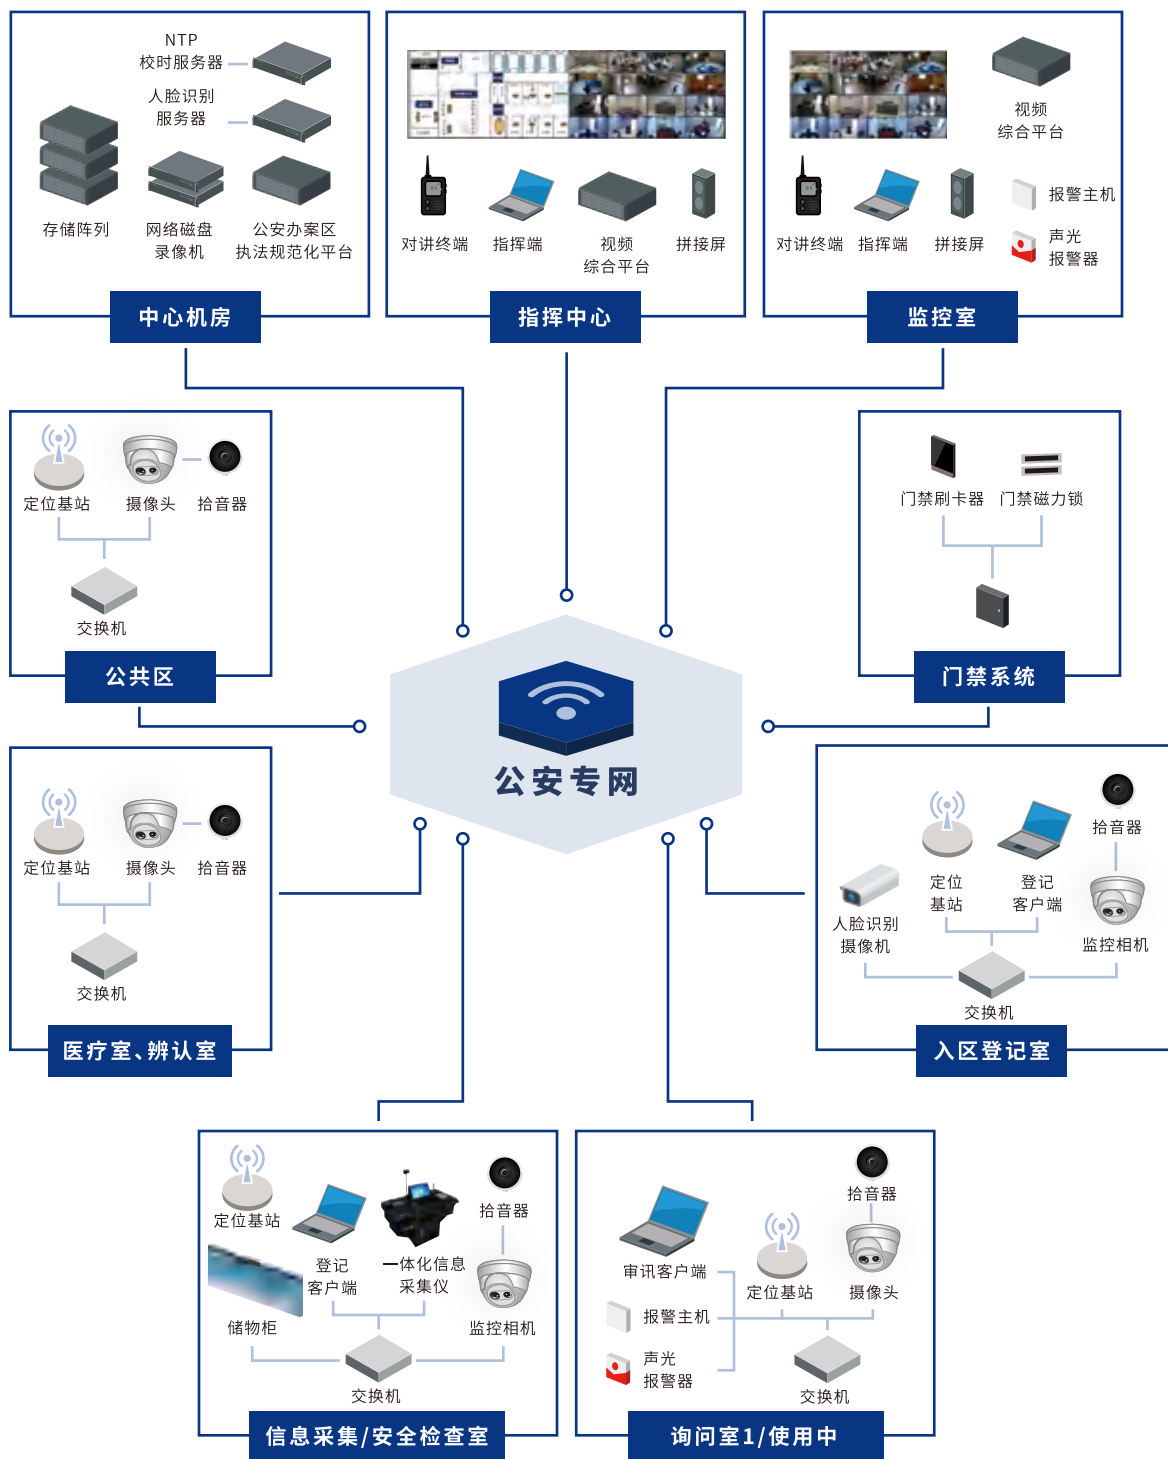 NTP
校时服务器
人脸识别
服务器
存储阵列
网络磁盘
录像机
公安办案区
执法规范化平台
中心机房
对讲终端
指挥端
视频
综合平台
拼接屏
指挥中心
视频
综合平台
报警主机
声光
报警器
对讲终端
指挥端
拼接屏
监控室
定位基站
摄像头
拾音器
交换机
公共区
门禁刷卡器
门禁磁力锁
门禁系统
公安专网
定位基站
摄像头
拾音器
交换机
医疗室、辨认室
拾音器
定位
基站
登记
客户端
人脸识别
摄像机
监控相机
交换机
入区登记室
定位基站
登记
客户端
一体化信息
采集仪
拾音器
储物柜
监控相机
交换机
信息采集/安全检查室
拾音器
审讯客户端
定位基站
摄像头
报警主机
声光
报警器
交换机
询问室1/使用中